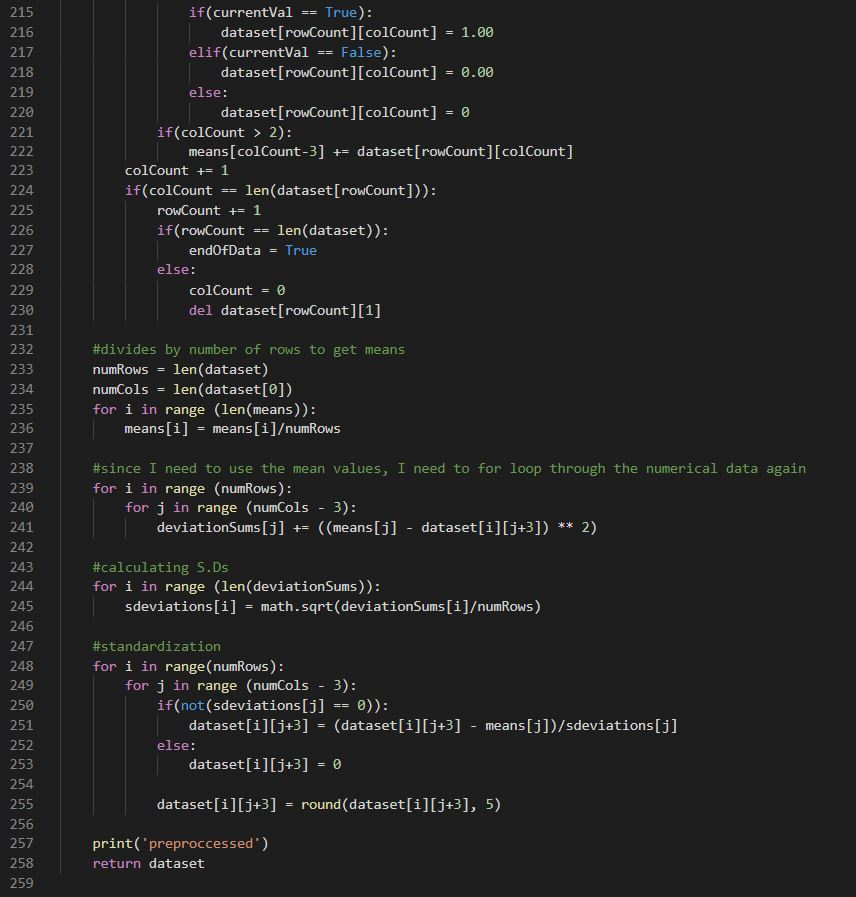 215 if(currentVal == True):
216 dataset[rowCount][colCount] = 1.00
217 elif(currentVal == False):
218 dataset[rowCount][colCount] = 0.00
219 else:
220 dataset[rowCount][colCount] = 0
221 if(colCount > 2):
222 means[colCount-3] += dataset[rowCount][colCount]
223 colCount += 1
224 if(colCount == len(dataset[rowCount])):
225 rowCount += 1
226 if(rowCount == len(dataset)):
227 endOfData = True
228 else:
229 colCount = 0
230 del dataset[rowCount][1]
231
232 #divides by number of rows to get means
233 numRows = len(dataset)
234 numCols = len(dataset[0])
235 for i in range (len(means)):
236 means[i] = means[i]/numRows
237
238 #since I need to use the mean values, I need to for loop through the numerical data again
239 for i in range (numRows):
240 for j in range (numCols - 3):
241 deviationSums[j] += ((means[j] - dataset[i][j+3]) ** 2)
242
243 #calculating S.Ds
244 for i in range (len(deviationSums)):
245 sdeviations[i] = math.sqrt(deviationSums[i]/numRows)
246
247 #standardization
248 for i in range(numRows):
249 for j in range (numCols - 3):
250 if(not(sdeviations[j] == 0)):
251 dataset[i][j+3] = (dataset[i][j+3] - means[j])/sdeviations[j]
252 else:
253 dataset[i][j+3] = 0
254
255 dataset[i][j+3] = round(dataset[i][j+3], 5)
256
257 print('preproccessed')
258 return dataset
259